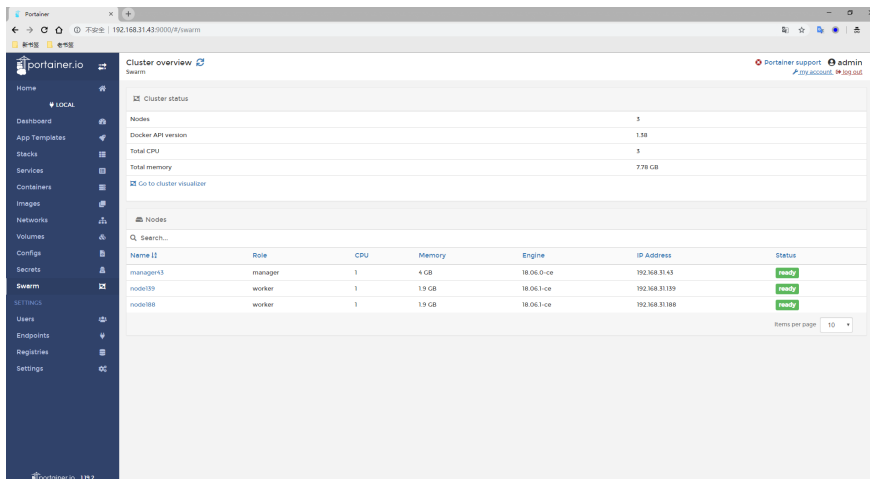 Portainer
不安全 | 192.168.31.43:9000/#/swarm
新书签 老书签
portainer.io
Home
LOCAL
Dashboard
App Templates
Stacks
Services
Containers
Images
Networks
Volumes
Configs
Secrets
Swarm
SETTINGS
Users
Endpoints
Registries
Settings
portainer.io 1.19.2
Cluster overview
Swarm
Portainer support admin
my account log out
Cluster status
Nodes 3
Docker API version 1.38
Total CPU 3
Total memory 7.78 GB
Go to cluster visualizer
Nodes
Search...
Name Role CPU Memory Engine IP Address Status
manager43 manager 1 4 GB 18.06.0-ce 192.168.31.43 ready
node139 worker 1 1.9 GB 18.06.1-ce 192.168.31.139 ready
node188 worker 1 1.9 GB 18.06.1-ce 192.168.31.188 ready
Items per page 10